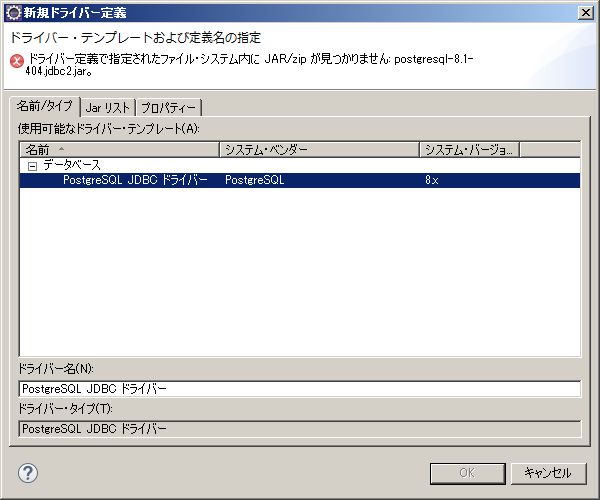 新規ドライバー定義
ドライバー・テンプレートおよび定義名の指定
ドライバー定義で指定されたファイル・システム内に JAR/zip が見つかりません: postgresql-8.1-
404.jdbc2.jar。
名前/タイプ Jar リスト プロパティー
使用可能なドライバー・テンプレート(A):
名前 システム・ベンダー システム・バージョ...
データベース
PostgreSQL JDBC ドライバー PostgreSQL 8.x
ドライバー名(N):
PostgreSQL JDBC ドライバー
ドライバー・タイプ(T):
PostgreSQL JDBC ドライバー
? OK キャンセル